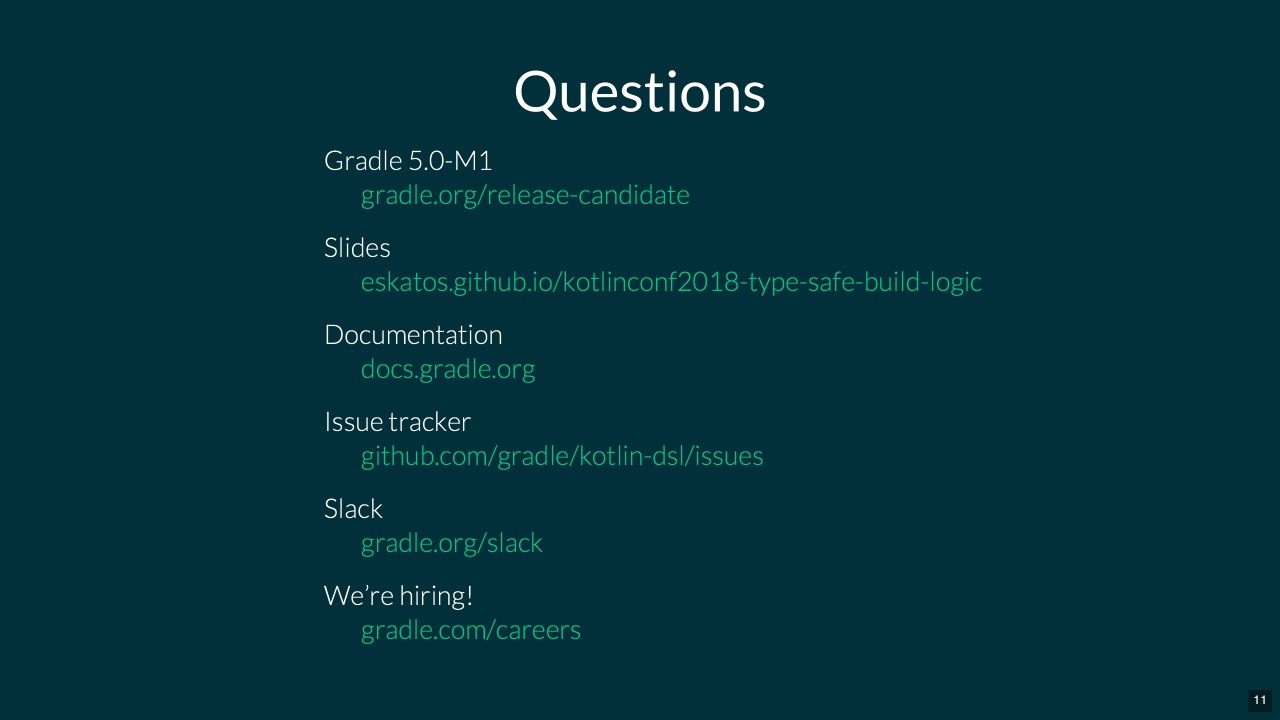 Questions
Gradle 5.0-M1
gradle.org/release-candidate
Slides
eskatos.github.io/kotlinconf2018-type-safe-build-logic
Documentation
docs.gradle.org
Issue tracker
github.com/gradle/kotlin-dsl/issues
Slack
gradle.org/slack
We’re hiring!
gradle.com/careers
11